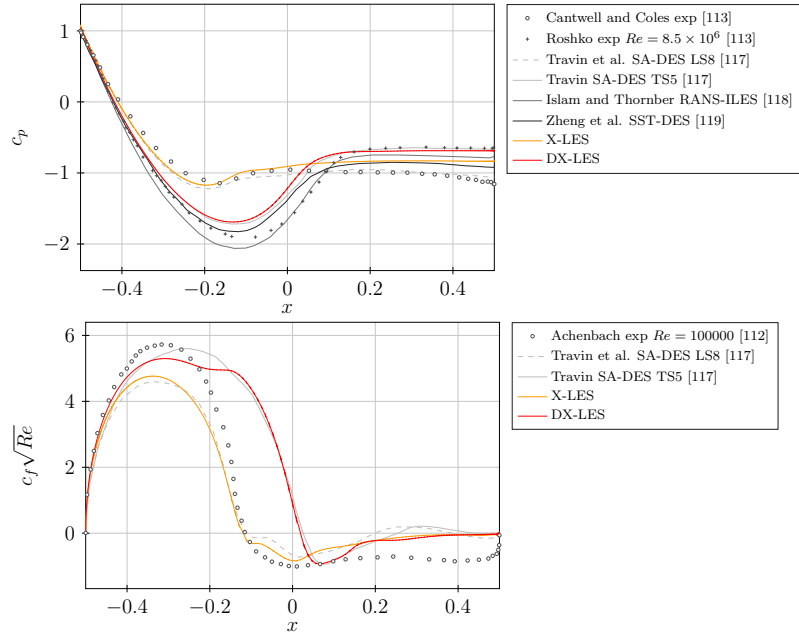 1
0
−1
−2
c_p
−0.4
−0.2
0
0.2
0.4
x
Cantwell and Coles exp [113]
Roshko exp Re = 8.5 × 10^6 [113]
Travin et al. SA-DES LS8 [117]
Travin SA-DES TS5 [117]
Islam and Thornber RANS-ILES [118]
Zheng et al. SST-DES [119]
X-LES
DX-LES
6
4
2
0
c_f√Re
−0.4
−0.2
0
0.2
0.4
x
Achenbach exp Re = 100000 [112]
Travin et al. SA-DES LS8 [117]
Travin SA-DES TS5 [117]
X-LES
DX-LES